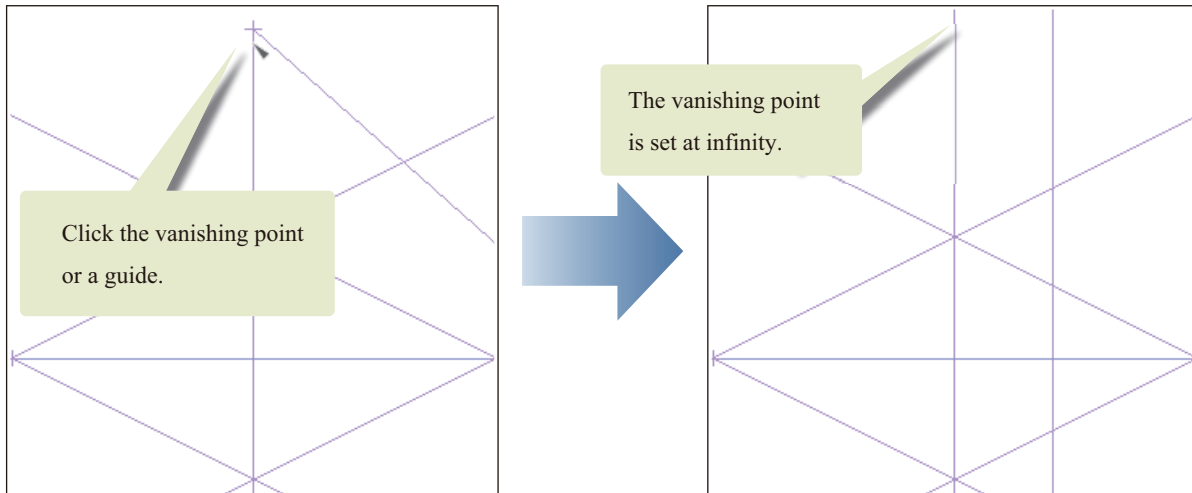 Click the vanishing point
or a guide.
The vanishing point
is set at infinity.